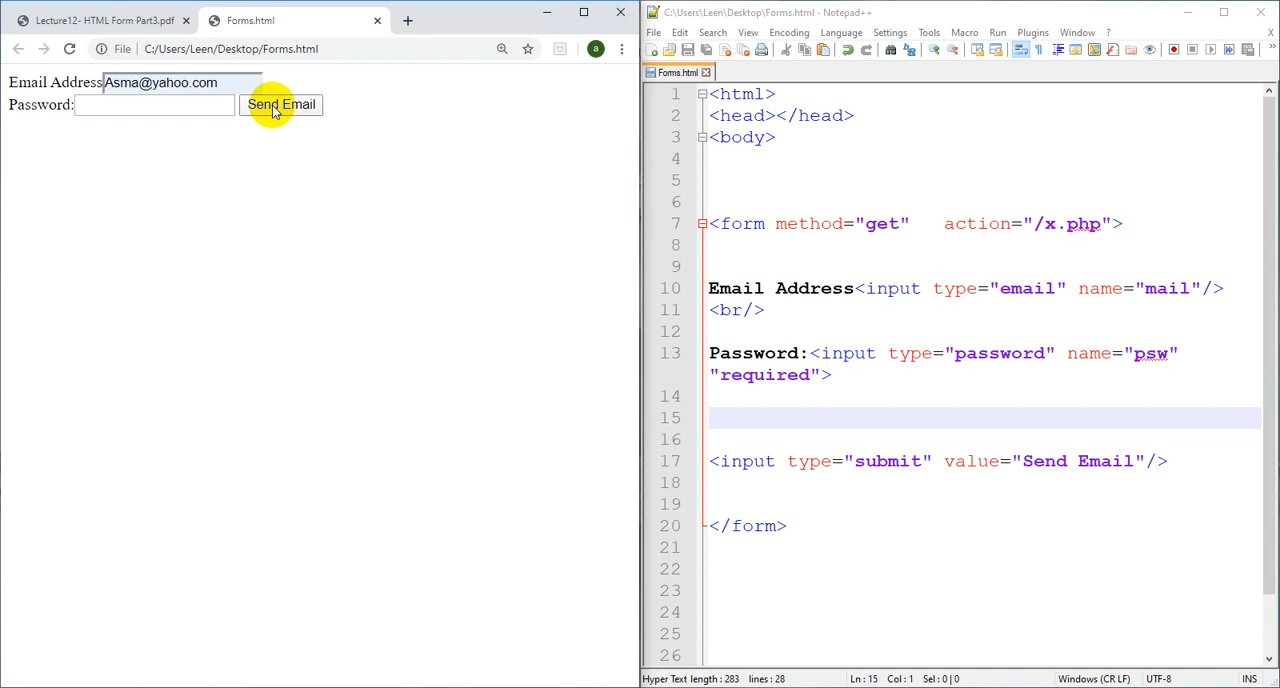 Lecture12- HTML Form Part3.pdf
Forms.html
File C:/Users/Leen/Desktop/Forms.html
a
Email Address Asma@yahoo.com
Password: Send Email
C:\Users\Leen\Desktop\Forms.html - Notepad++
File Edit Search View Encoding Language Settings Tools Macro Run Plugins Window ?
X
Forms.html
1 <html>
2 <head></head>
3 <body>
4
5
6
7 <form method="get" action="/x.php">
8
9
10 Email Address<input type="email" name="mail"/>
11 <br/>
12
13 Password:<input type="password" name="psw"
"required">
14
15
16
17 <input type="submit" value="Send Email"/>
18
19
20 </form>
21
22
23
24
25
26
Hyper Text length : 283 lines : 28 Ln : 15 Col : 1 Sel : 0 | 0 Windows (CR LF) UTF-8 INS